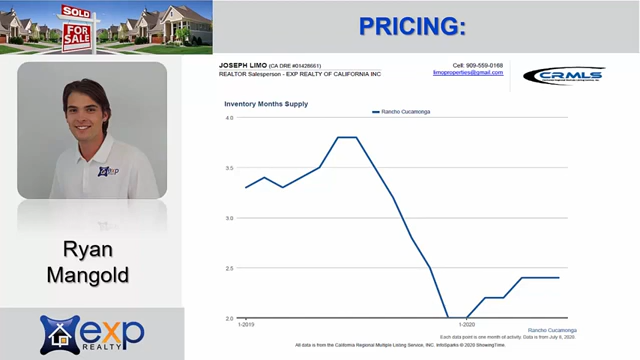 SOLD
FOR
SALE
PRICING:
JOSEPH LIMO (CA DRE #01428661)
REALTOR Salesperson - EXP REALTY OF CALIFORNIA INC
Cell: 909-559-0168
limoproperties@gmail.com
CRMLS
Inventory Months Supply
Rancho Cucamonga
4.0
3.5
3.0
2.5
2.0
1-2019
1-2020
Rancho Cucamonga
Each data point is one month of activity. Data is from July 6, 2020.
All data is from the California Regional Multiple Listing Service, INC. InfoSparks © 2020 ShowingTime.
exp
Ryan
Mangold
exp
REALTY